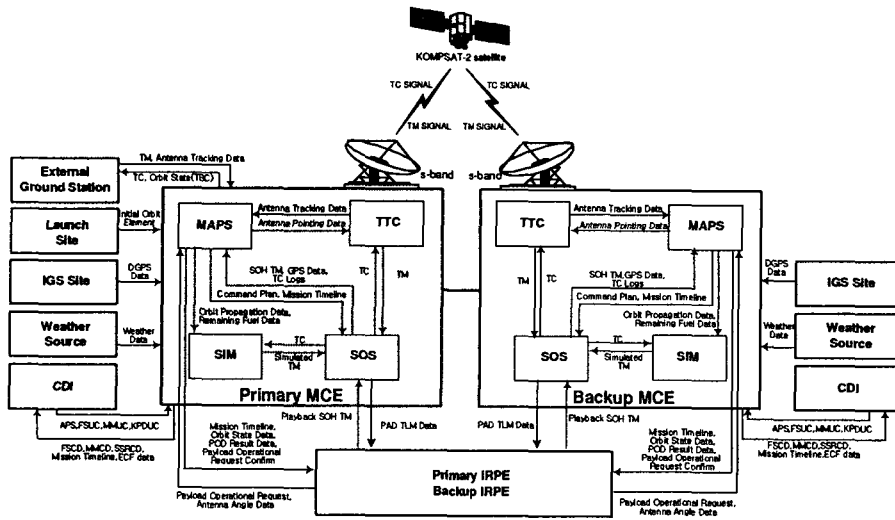 KOMPSAT-2 satellite
TC SIGNAL
TC SIGNAL
TM SIGNAL
TM SIGNAL
s-band
s-band
TM, Antenna Tracking Data
TC, Orbit State(TBC)
External
Ground Station
Launch
Site
Initial Orbit
Element
IGS Site
DGPS
Data
Weather
Source
Weather
Data
CDI
APS,FSUC,MMUC,KPDUC
FSCD, MMCD, SSRCD,
Mission Timeline,ECF data
MAPS
Antenna Tracking Data
Antenna Pointing Data
TTC
SOH TM, GPS Data,
TC Logs
Command Plan, Mission Timeline
TC
TM
Orbit Propagation Data,
Remaining Fuel Data
SIM
TC
Simulated
TM
SOS
Primary MCE
TTC
Antenna Tracking Data
Antenna Pointing Data
MAPS
TM
TC
SOH TM,GPS Data,
TC Logs
Command Plan, Mission Timeline
Orbit Propagation Data,
Remaining Fuel Data
SOS
TC
Simulated
TM
SIM
Backup MCE
DGPS
Data
IGS Site
Weather
Data
Weather
Source
CDI
APS,FSUC,MMUC, KPDUC
FSCD, MMCD, SSRCD,
Mission Timeline,ECF data
Playback SOH TM
PAD TLM Data
PAD TLM Data
Playback SOH TM
Mission Timeline,
Orbit State Data,
POD Result Data,
Payload Operational
Request Confirm
Mission Timeline,
Orbit State Data,
POD Result Data,
Payload Operational
Request Confirm
Primary IRPE
Backup IRPE
Payload Operational Request,
Antenna Angle Data
Payload Operational Request,
Antenna Angle Data